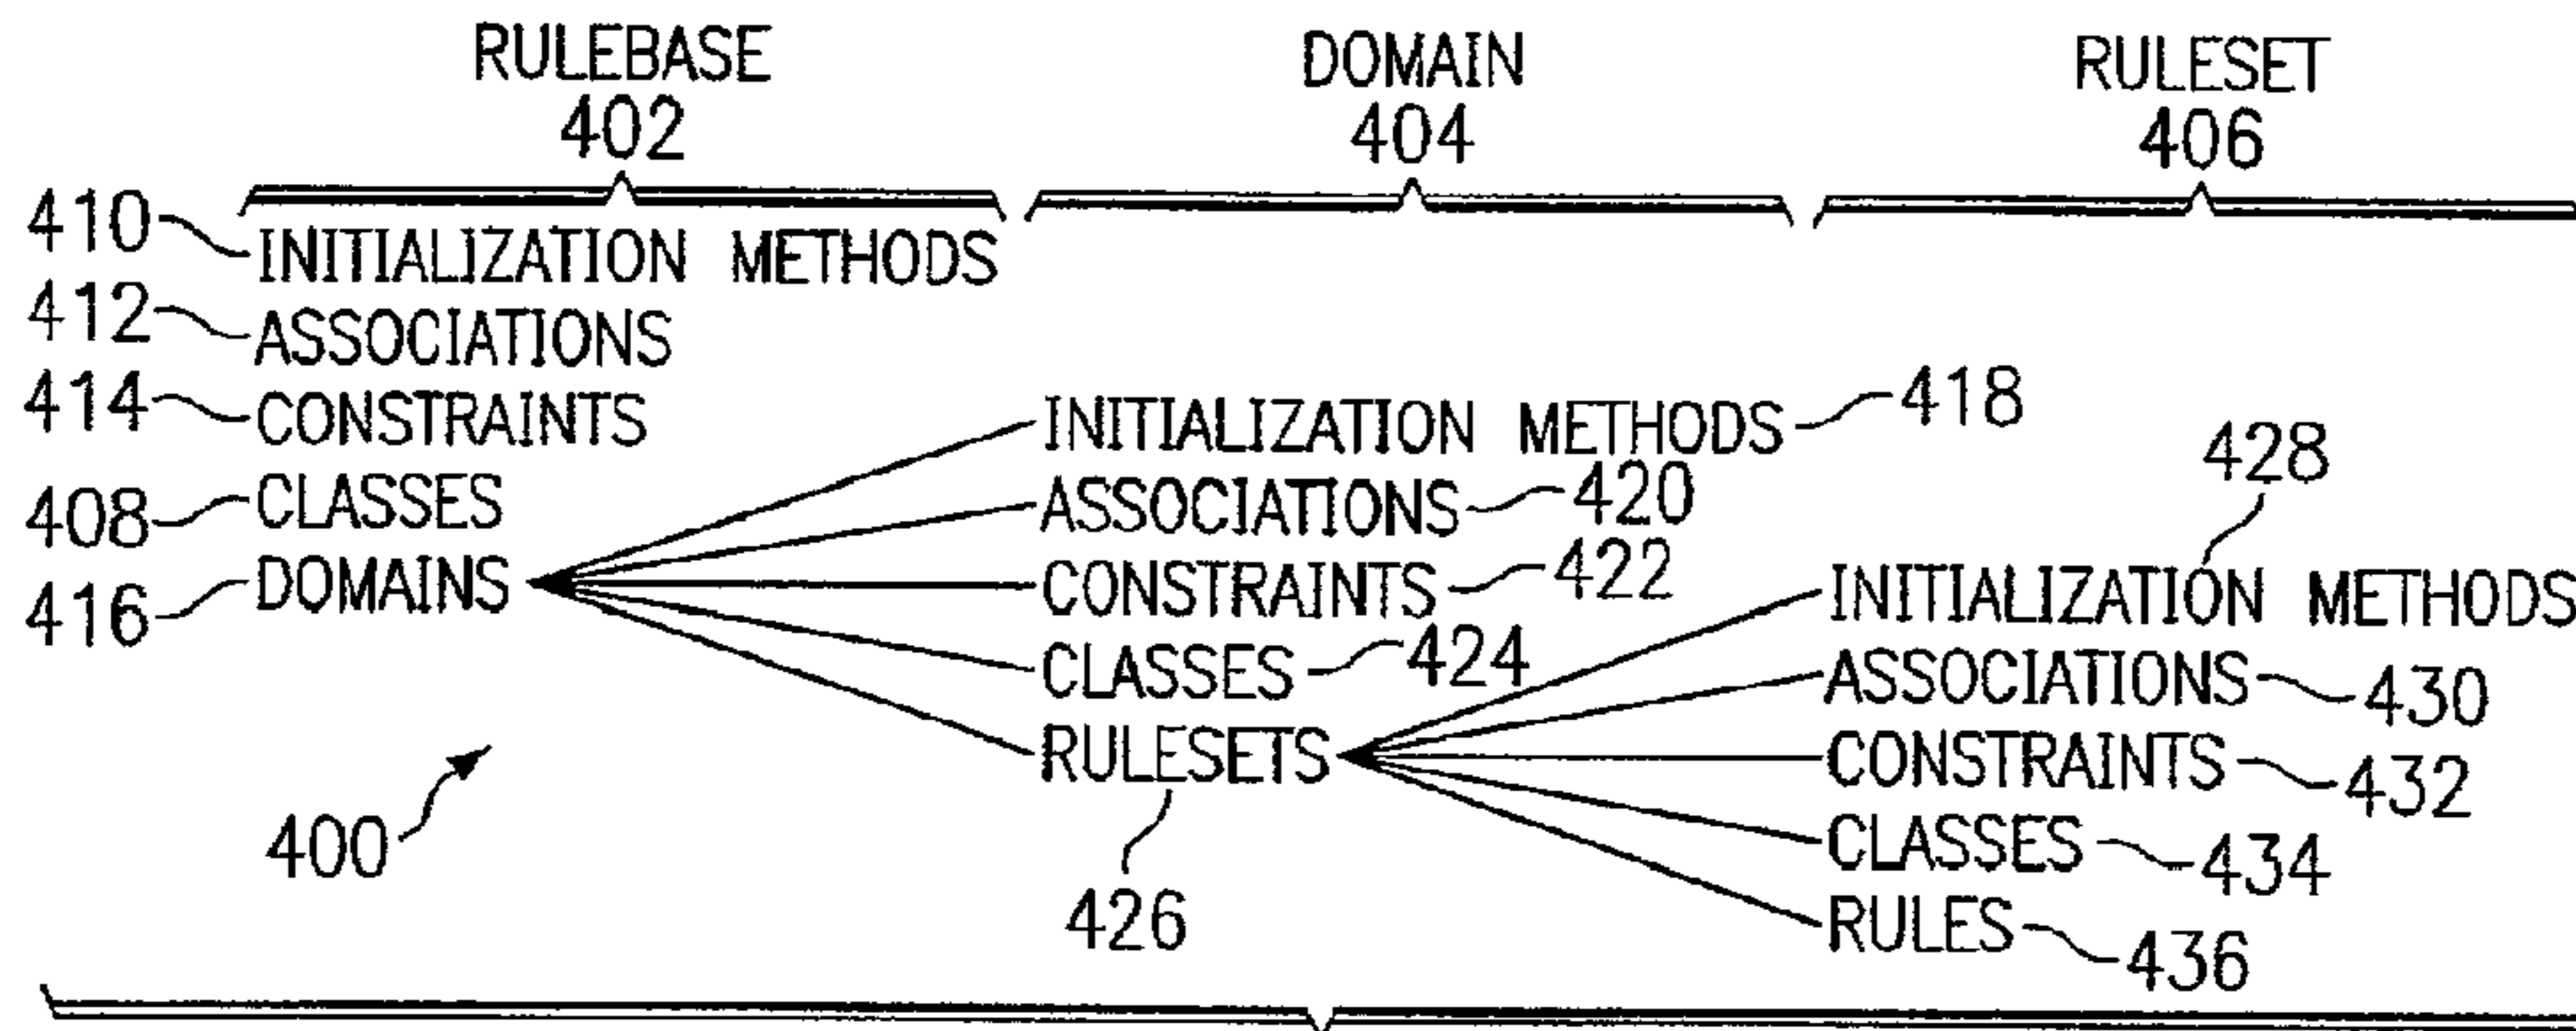 RULEBASE
402
DOMAIN
404
RULESET
406
410 INITIALIZATION METHODS
412 ASSOCIATIONS
414 CONSTRAINTS
408 CLASSES
416 DOMAINS
400
INITIALIZATION METHODS 418
ASSOCIATIONS 420
CONSTRAINTS 422
CLASSES 424
RULESETS
426
428
INITIALIZATION METHODS
ASSOCIATIONS 430
CONSTRAINTS 432
CLASSES 434
RULES 436